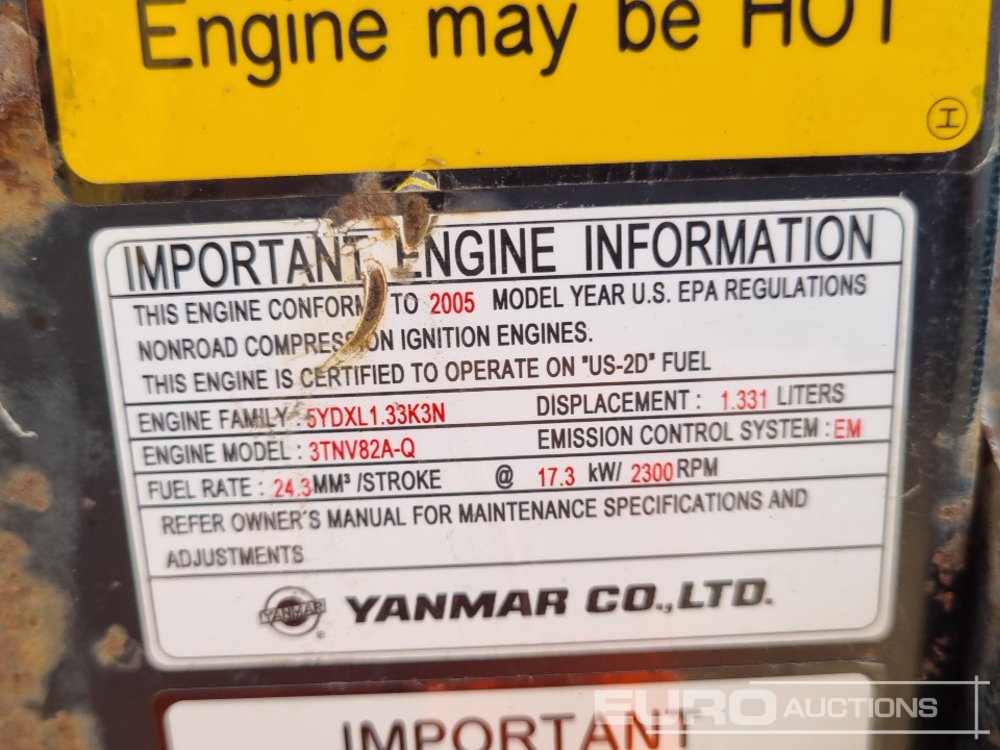 Engine may be HOT
IMPORTANT ENGINE INFORMATION
THIS ENGINE CONFORM TO 2005 MODEL YEAR U.S. EPA REGULATIONS
NONROAD COMPRESSION IGNITION ENGINES.
THIS ENGINE IS CERTIFIED TO OPERATE ON "US-2D" FUEL
ENGINE FAMILY : 5YDXL1.33K3N DISPLACEMENT : 1.331 LITERS
ENGINE MODEL : 3TNV82A-Q EMISSION CONTROL SYSTEM : EM
FUEL RATE : 24.3 MM³ /STROKE @ 17.3 kW/ 2300 RPM
REFER OWNER'S MANUAL FOR MAINTENANCE SPECIFICATIONS AND
ADJUSTMENTS
YANMAR ® YANMAR CO.,LTD.
IMPORTANT
EURO AUCTIONS